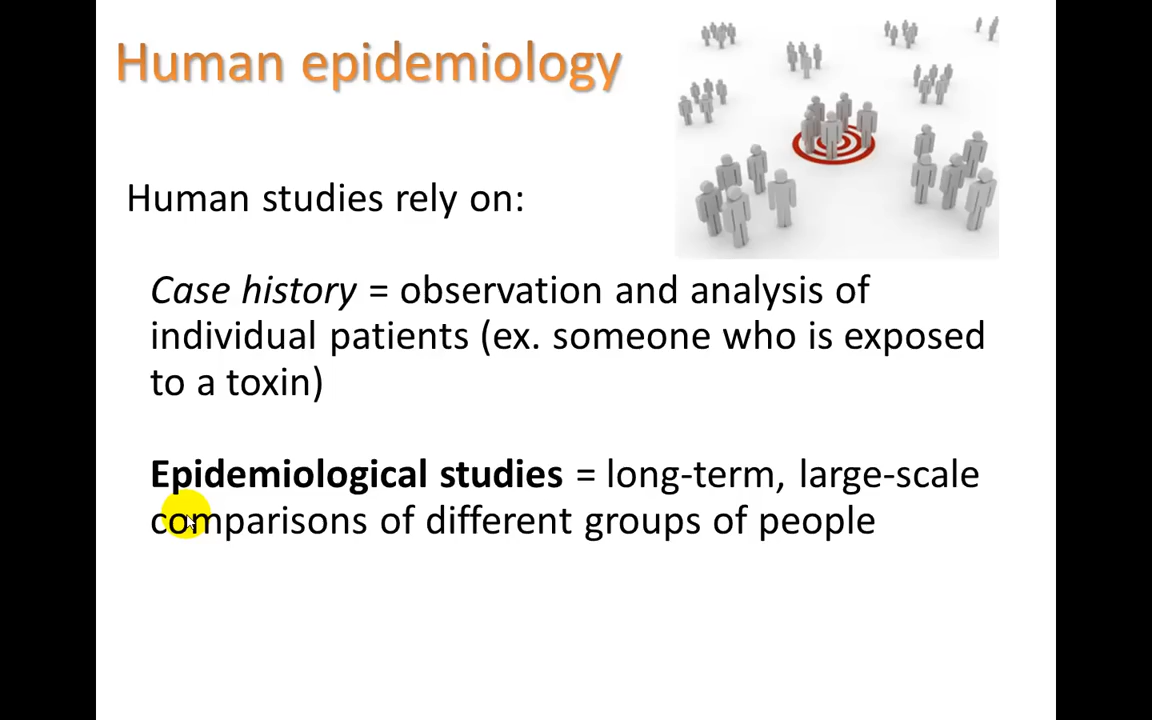 Human epidemiology
Human studies rely on:
Case history = observation and analysis of
individual patients (ex. someone who is exposed
to a toxin)
Epidemiological studies = long-term, large-scale
comparisons of different groups of people